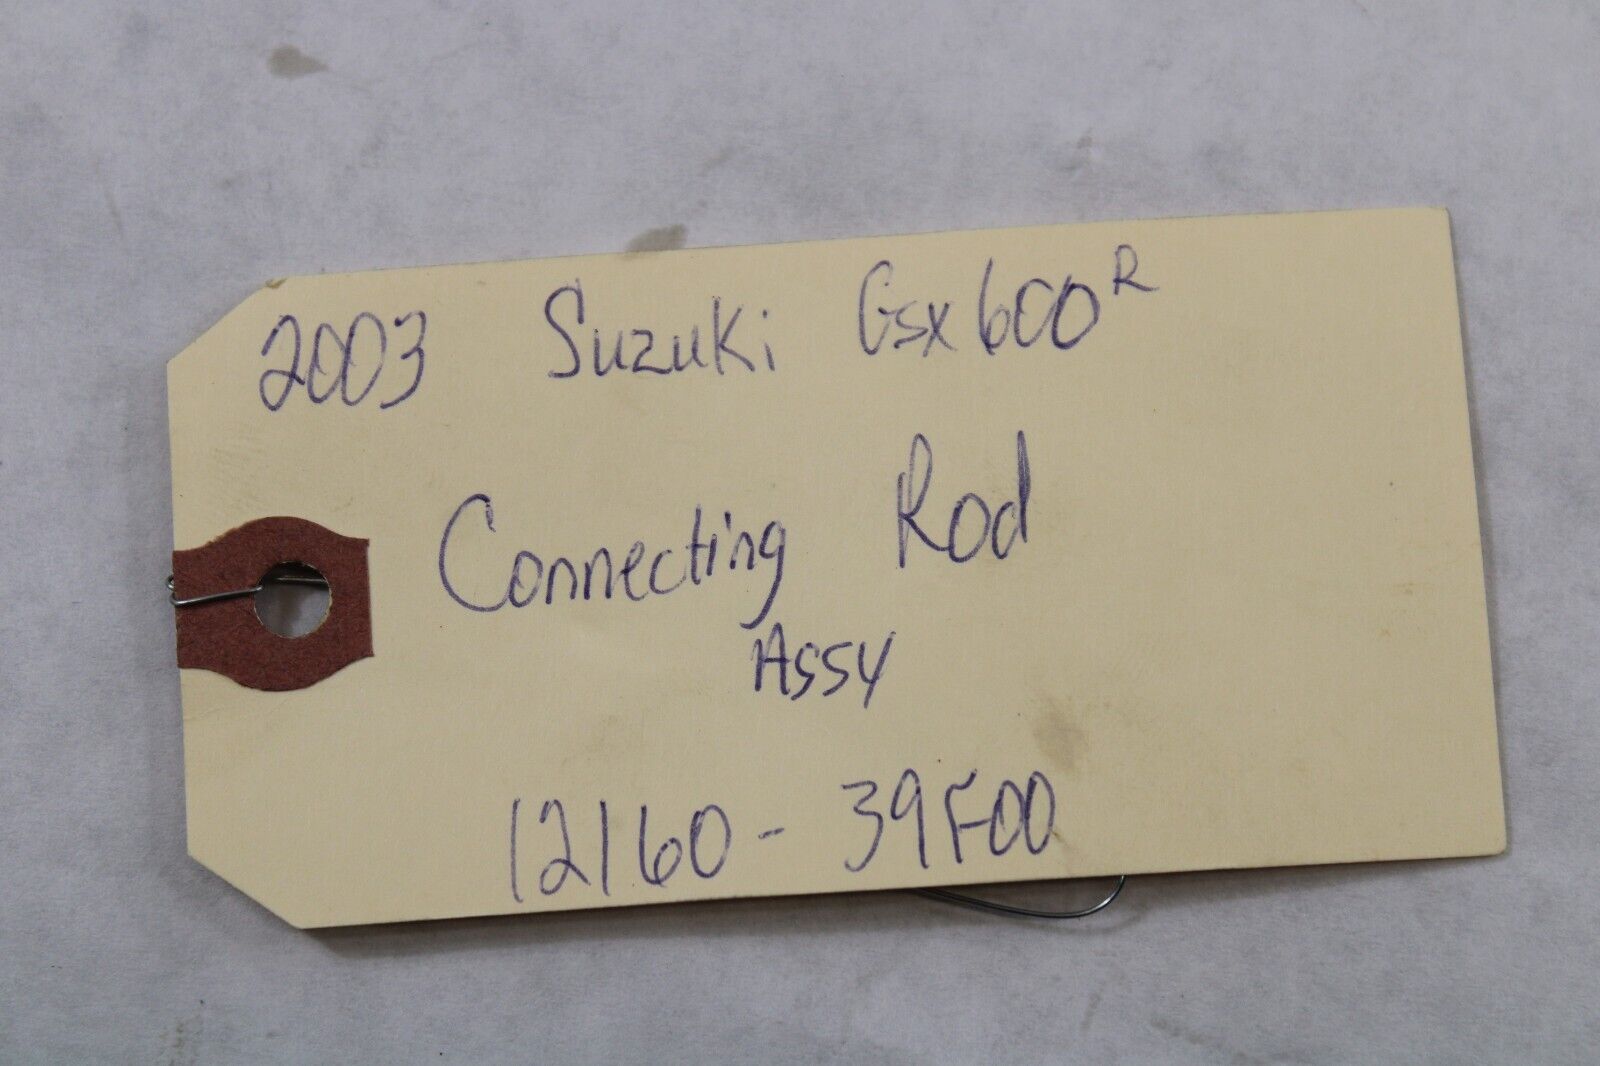 2003 Suzuki Gsx600R
Connecting Rod
Assy
12160-39F00